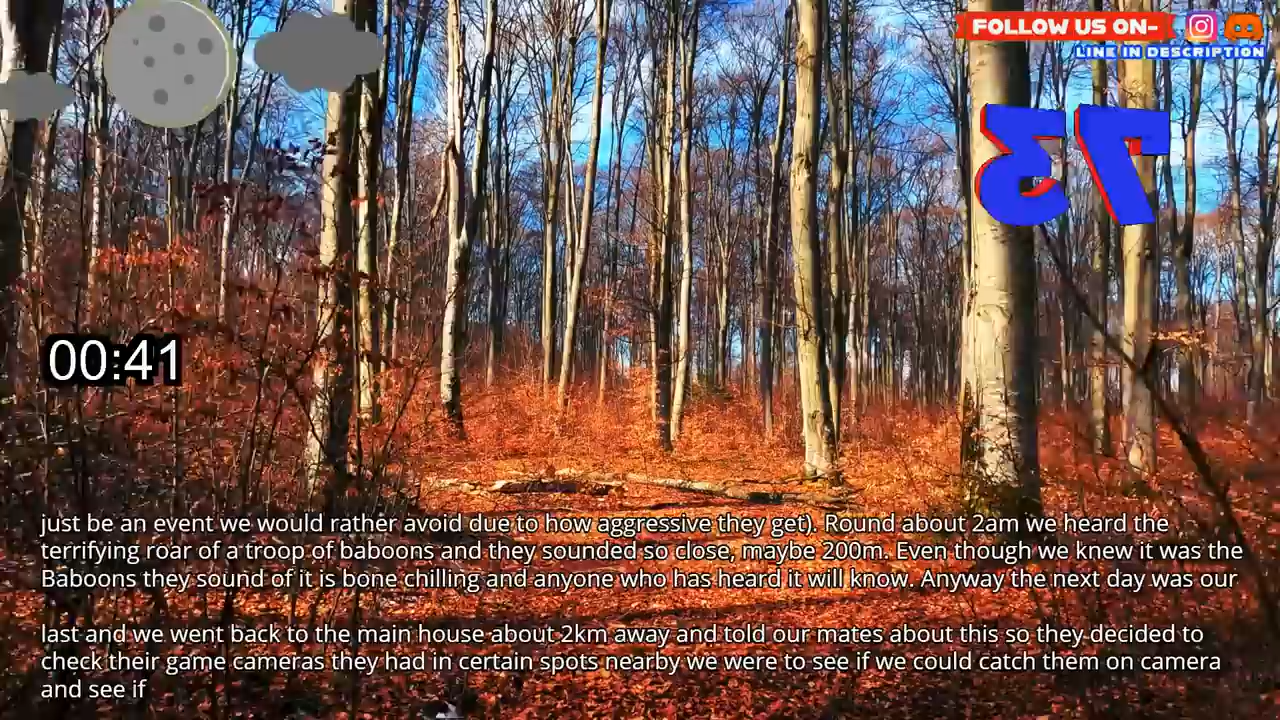 FOLLOW US ON-
LINK IN DESCRIPTION
73
00:41
just be an event we would rather avoid due to how aggressive they get). Round about 2am we heard the
terrifying roar of a troop of baboons and they sounded so close, maybe 200m. Even though we knew it was the
Baboons they sound of it is bone chilling and anyone who has heard it will know. Anyway the next day was our
last and we went back to the main house about 2km away and told our mates about this so they decided to
check their game cameras they had in certain spots nearby we were to see if we could catch them on camera
and see if